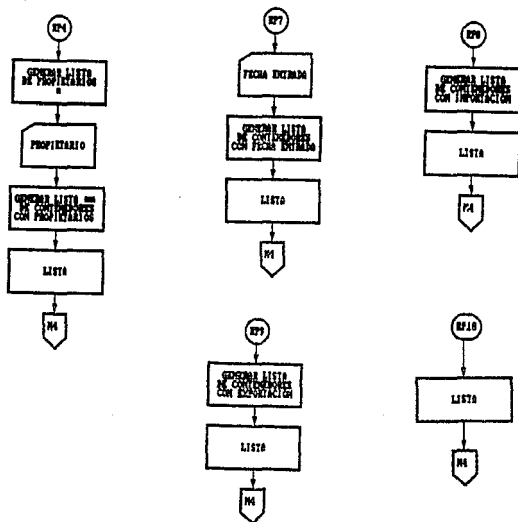 RP4
GENERAR LISTA
DE PROPIETARIOS
PROPIETARIO
GENERAR LISTA ***
DE CONTENEDORES
CON PROPIETARIOS
LISTA
M4
RP7
FECHA ENTRADA
GENERAR LISTA
DE CONTENEDORES
CON FECHA ENTRADA
LISTA
M4
RP8
GENERAR LISTA
DE CONTENEDORES
CON IMPORTACION
LISTA
M4
RP9
GENERAR LISTA
DE CONTENEDORES
CON EXPORTACION
LISTA
M4
RP10
LISTA
M4